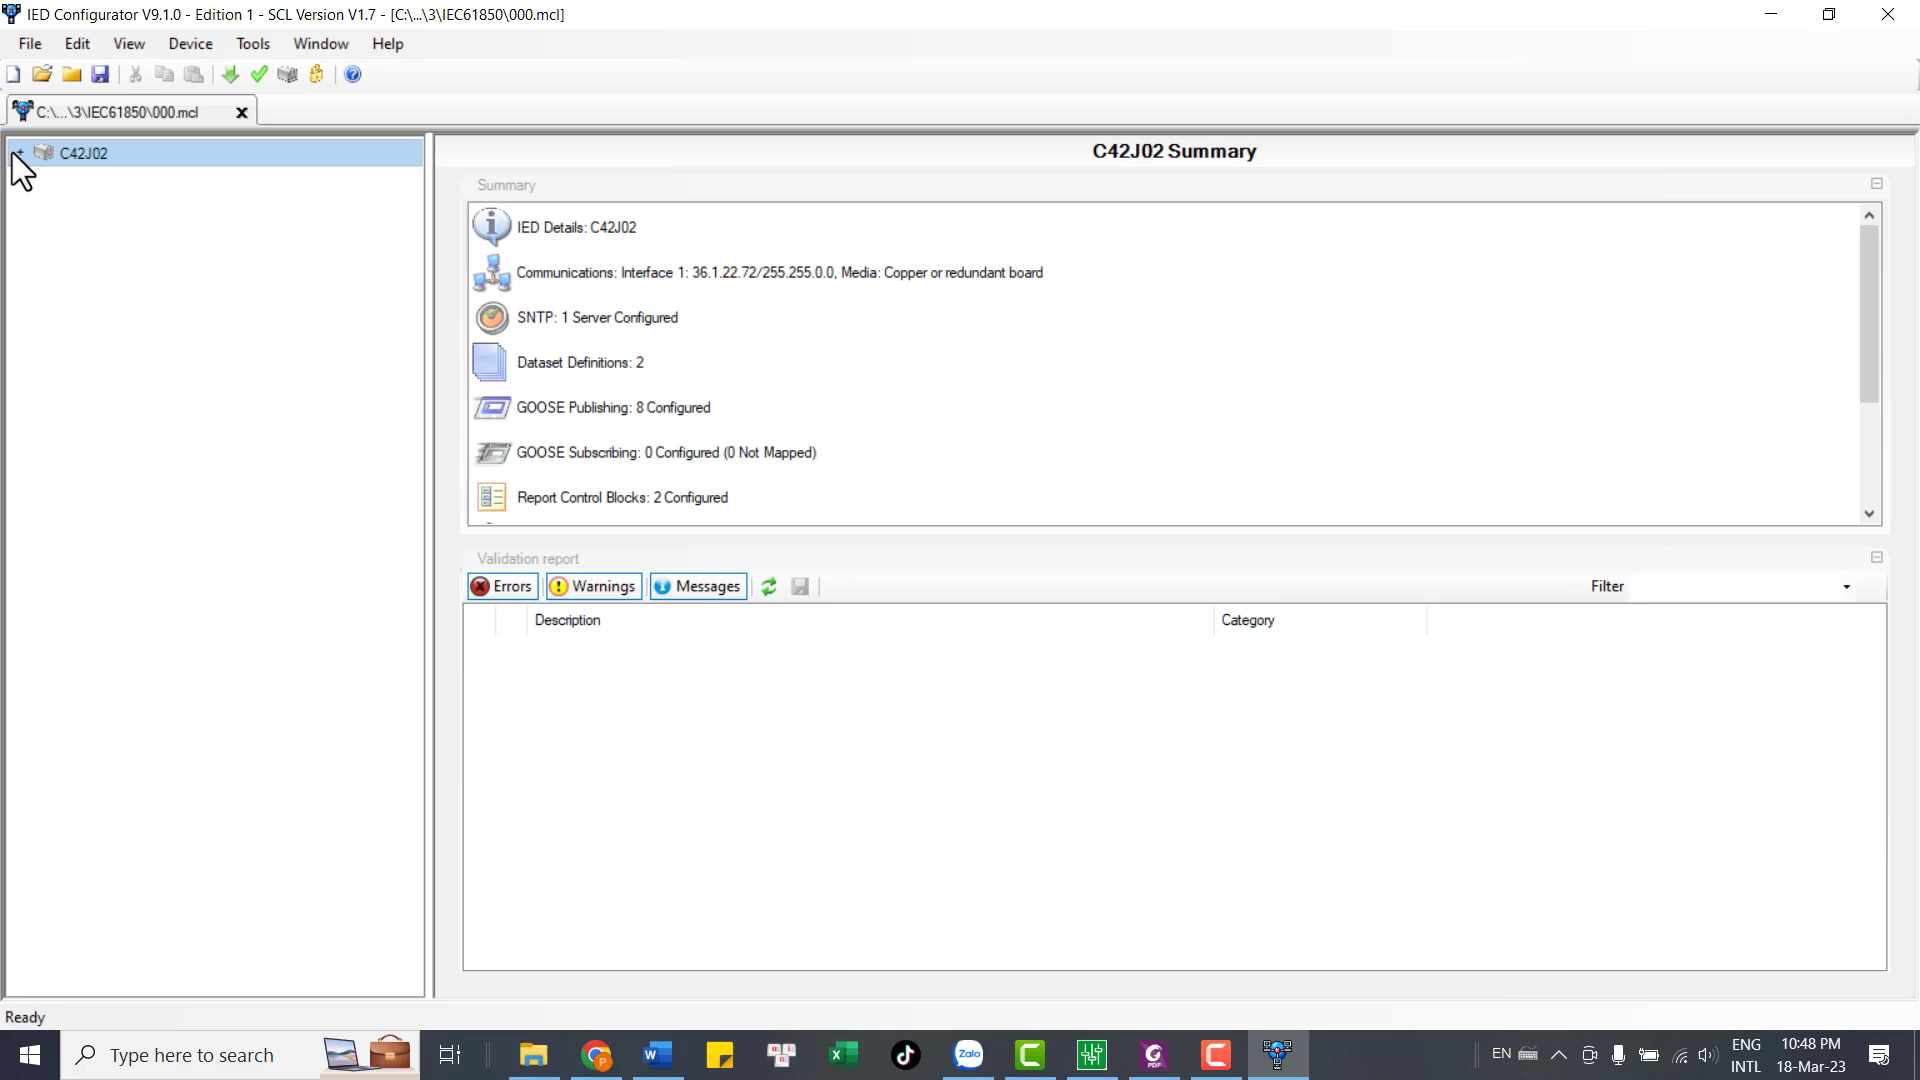 IED Configurator V9.1.0 - Edition 1 - SCL Version V1.7 - [C:\...\3\IEC61850\000.mcl]
File Edit View Device Tools Window Help
C:\...\3\IEC61850\000.mcl
C42J02
C42J02 Summary
Summary
IED Details: C42J02
Communications: Interface 1: 36.1.22.72/255.255.0.0, Media: Copper or redundant board
SNTP: 1 Server Configured
Dataset Definitions: 2
GOOSE Publishing: 8 Configured
GOOSE Subscribing: 0 Configured (0 Not Mapped)
Report Control Blocks: 2 Configured
Validation report
Errors Warnings Messages Filter
Description Category
Ready
Type here to search
Zalo
PDF
EN
ENG
INTL
10:48 PM
18-Mar-23